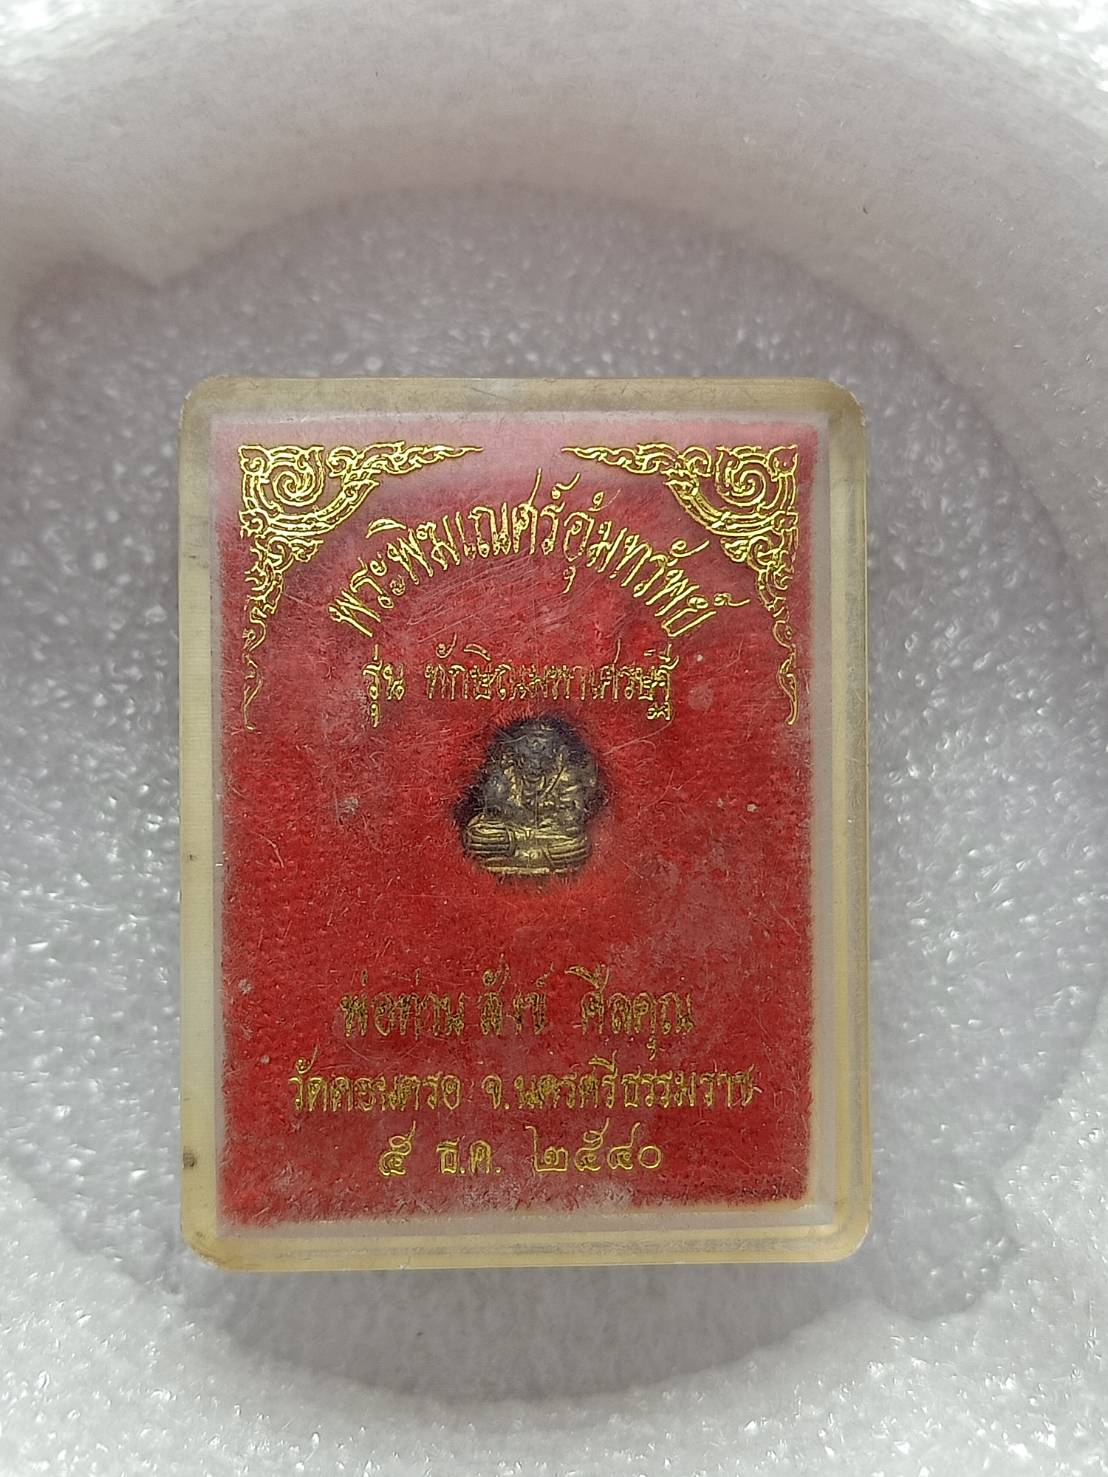 พระพิฆเณศร์อุ้มทรัพย์
รุ่น ทักษิณมหาเศรษฐี
พ่อท่าน สังข์ ศีลคุณ
วัดดอนตรอ จ.นครศรีธรรมราช
๕ ธ.ค. ๒๕๔๐